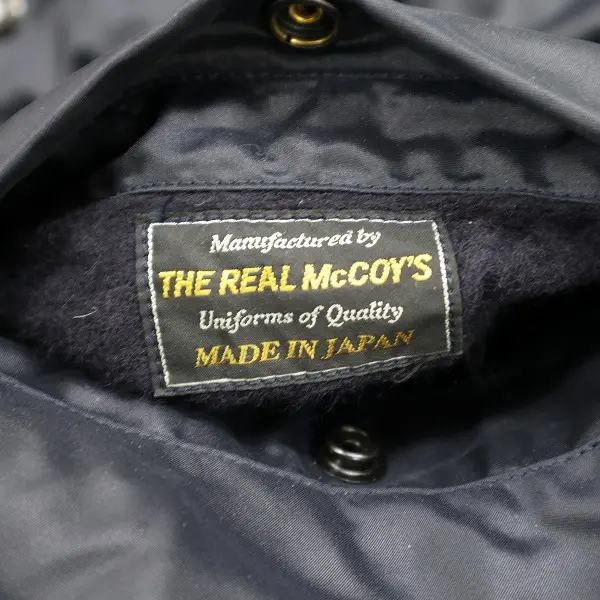 Manufactured by
THE REAL McCOY'S
Uniforms of Quality
MADE IN JAPAN